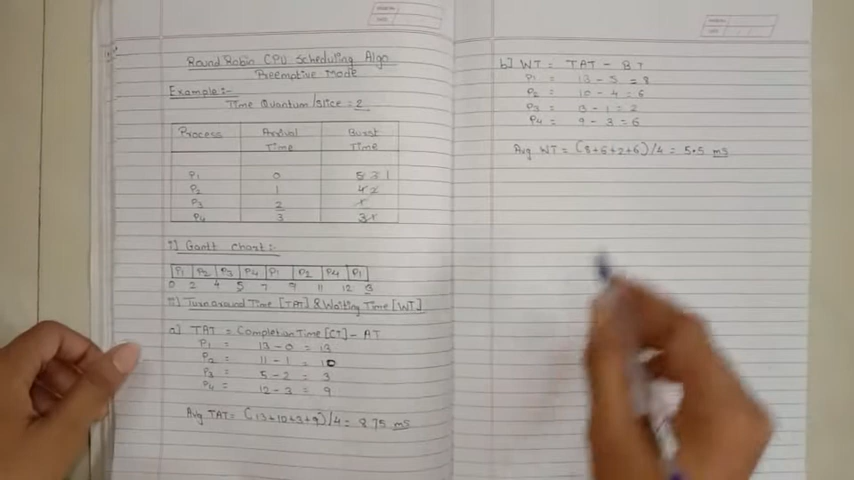 Round Robin CPU Scheduling Algo
Preemptive Mode
Example:-
Time Quantum/slice = 2
Process Arrival Time Burst Time
P1 0 5 3 1
P2 1 4 2
P3 2 1
P4 3 3 1
i) Gantt chart:-
P1 P2 P3 P4 P1 P2 P4 P1
0 2 4 5 7 9 11 12 3
ii) Turnaround Time [TAT] & Waiting Time [WT]
a) TAT = Completion Time [CT] - AT
P1 = 13 - 0 = 13
P2 = 11 - 1 = 10
P3 = 5 - 2 = 3
P4 = 12 - 3 = 9
Avg TAT = (13+10+3+9)/4 = 8.75 ms
b] WT = TAT - BT
P1 = 13 - 5 = 8
P2 = 10 - 4 = 6
P3 = 3 - 1 = 2
P4 = 9 - 3 = 6
Avg WT = (8+6+2+6)/4 = 5.5 ms